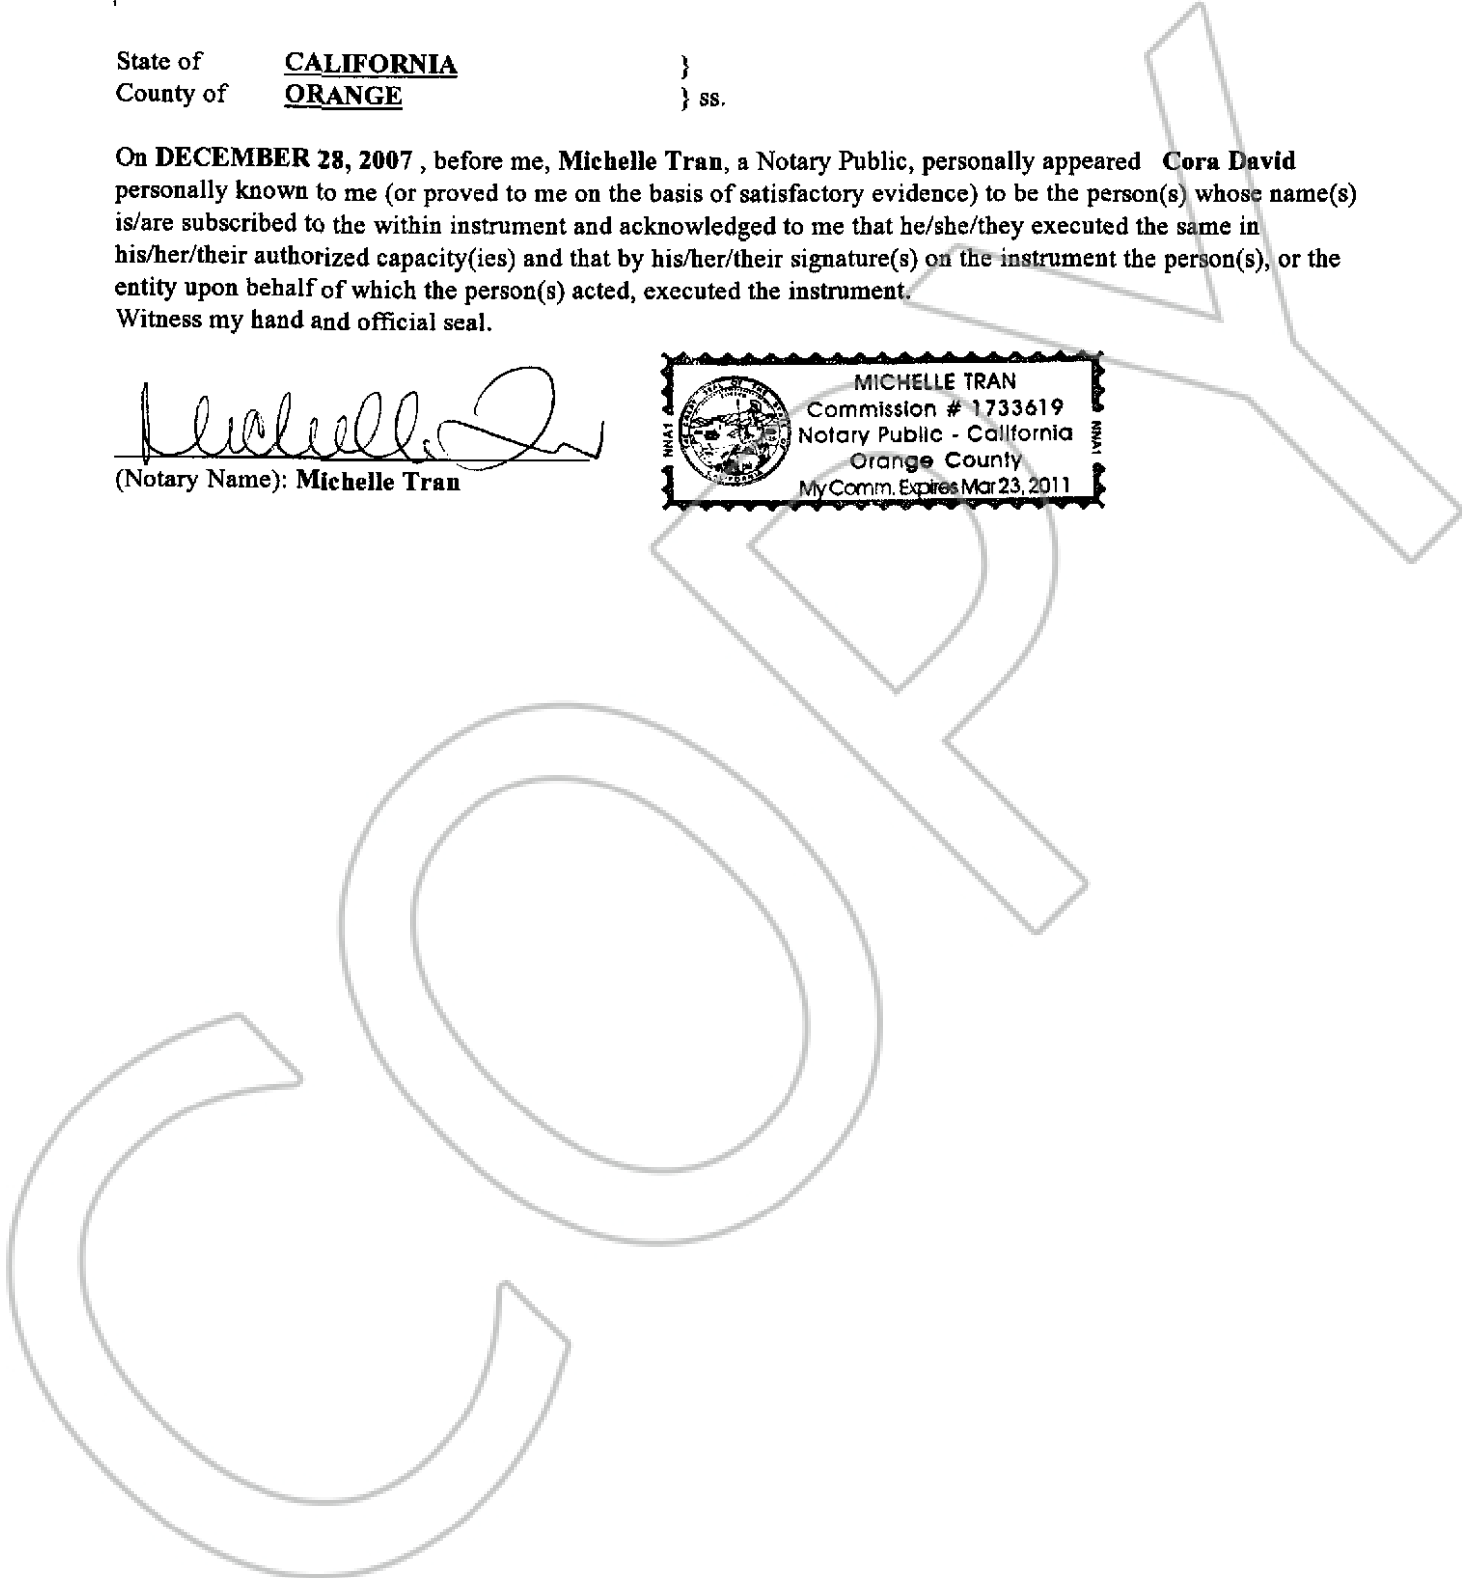 State of CALIFORNIA }
County of ORANGE } ss.
On DECEMBER 28, 2007 , before me, Michelle Tran, a Notary Public, personally appeared Cora David
personally known to me (or proved to me on the basis of satisfactory evidence) to be the person(s) whose name(s)
is/are subscribed to the within instrument and acknowledged to me that he/she/they executed the same in
his/her/their authorized capacity(ies) and that by his/her/their signature(s) on the instrument the person(s), or the
entity upon behalf of which the person(s) acted, executed the instrument.
Witness my hand and official seal.
(Notary Name): Michelle Tran
MICHELLE TRAN
Commission # 1733619
Notary Public - California
Orange County
My Comm. Expires Mar 23, 2011
NNA1
NNA1
COPY